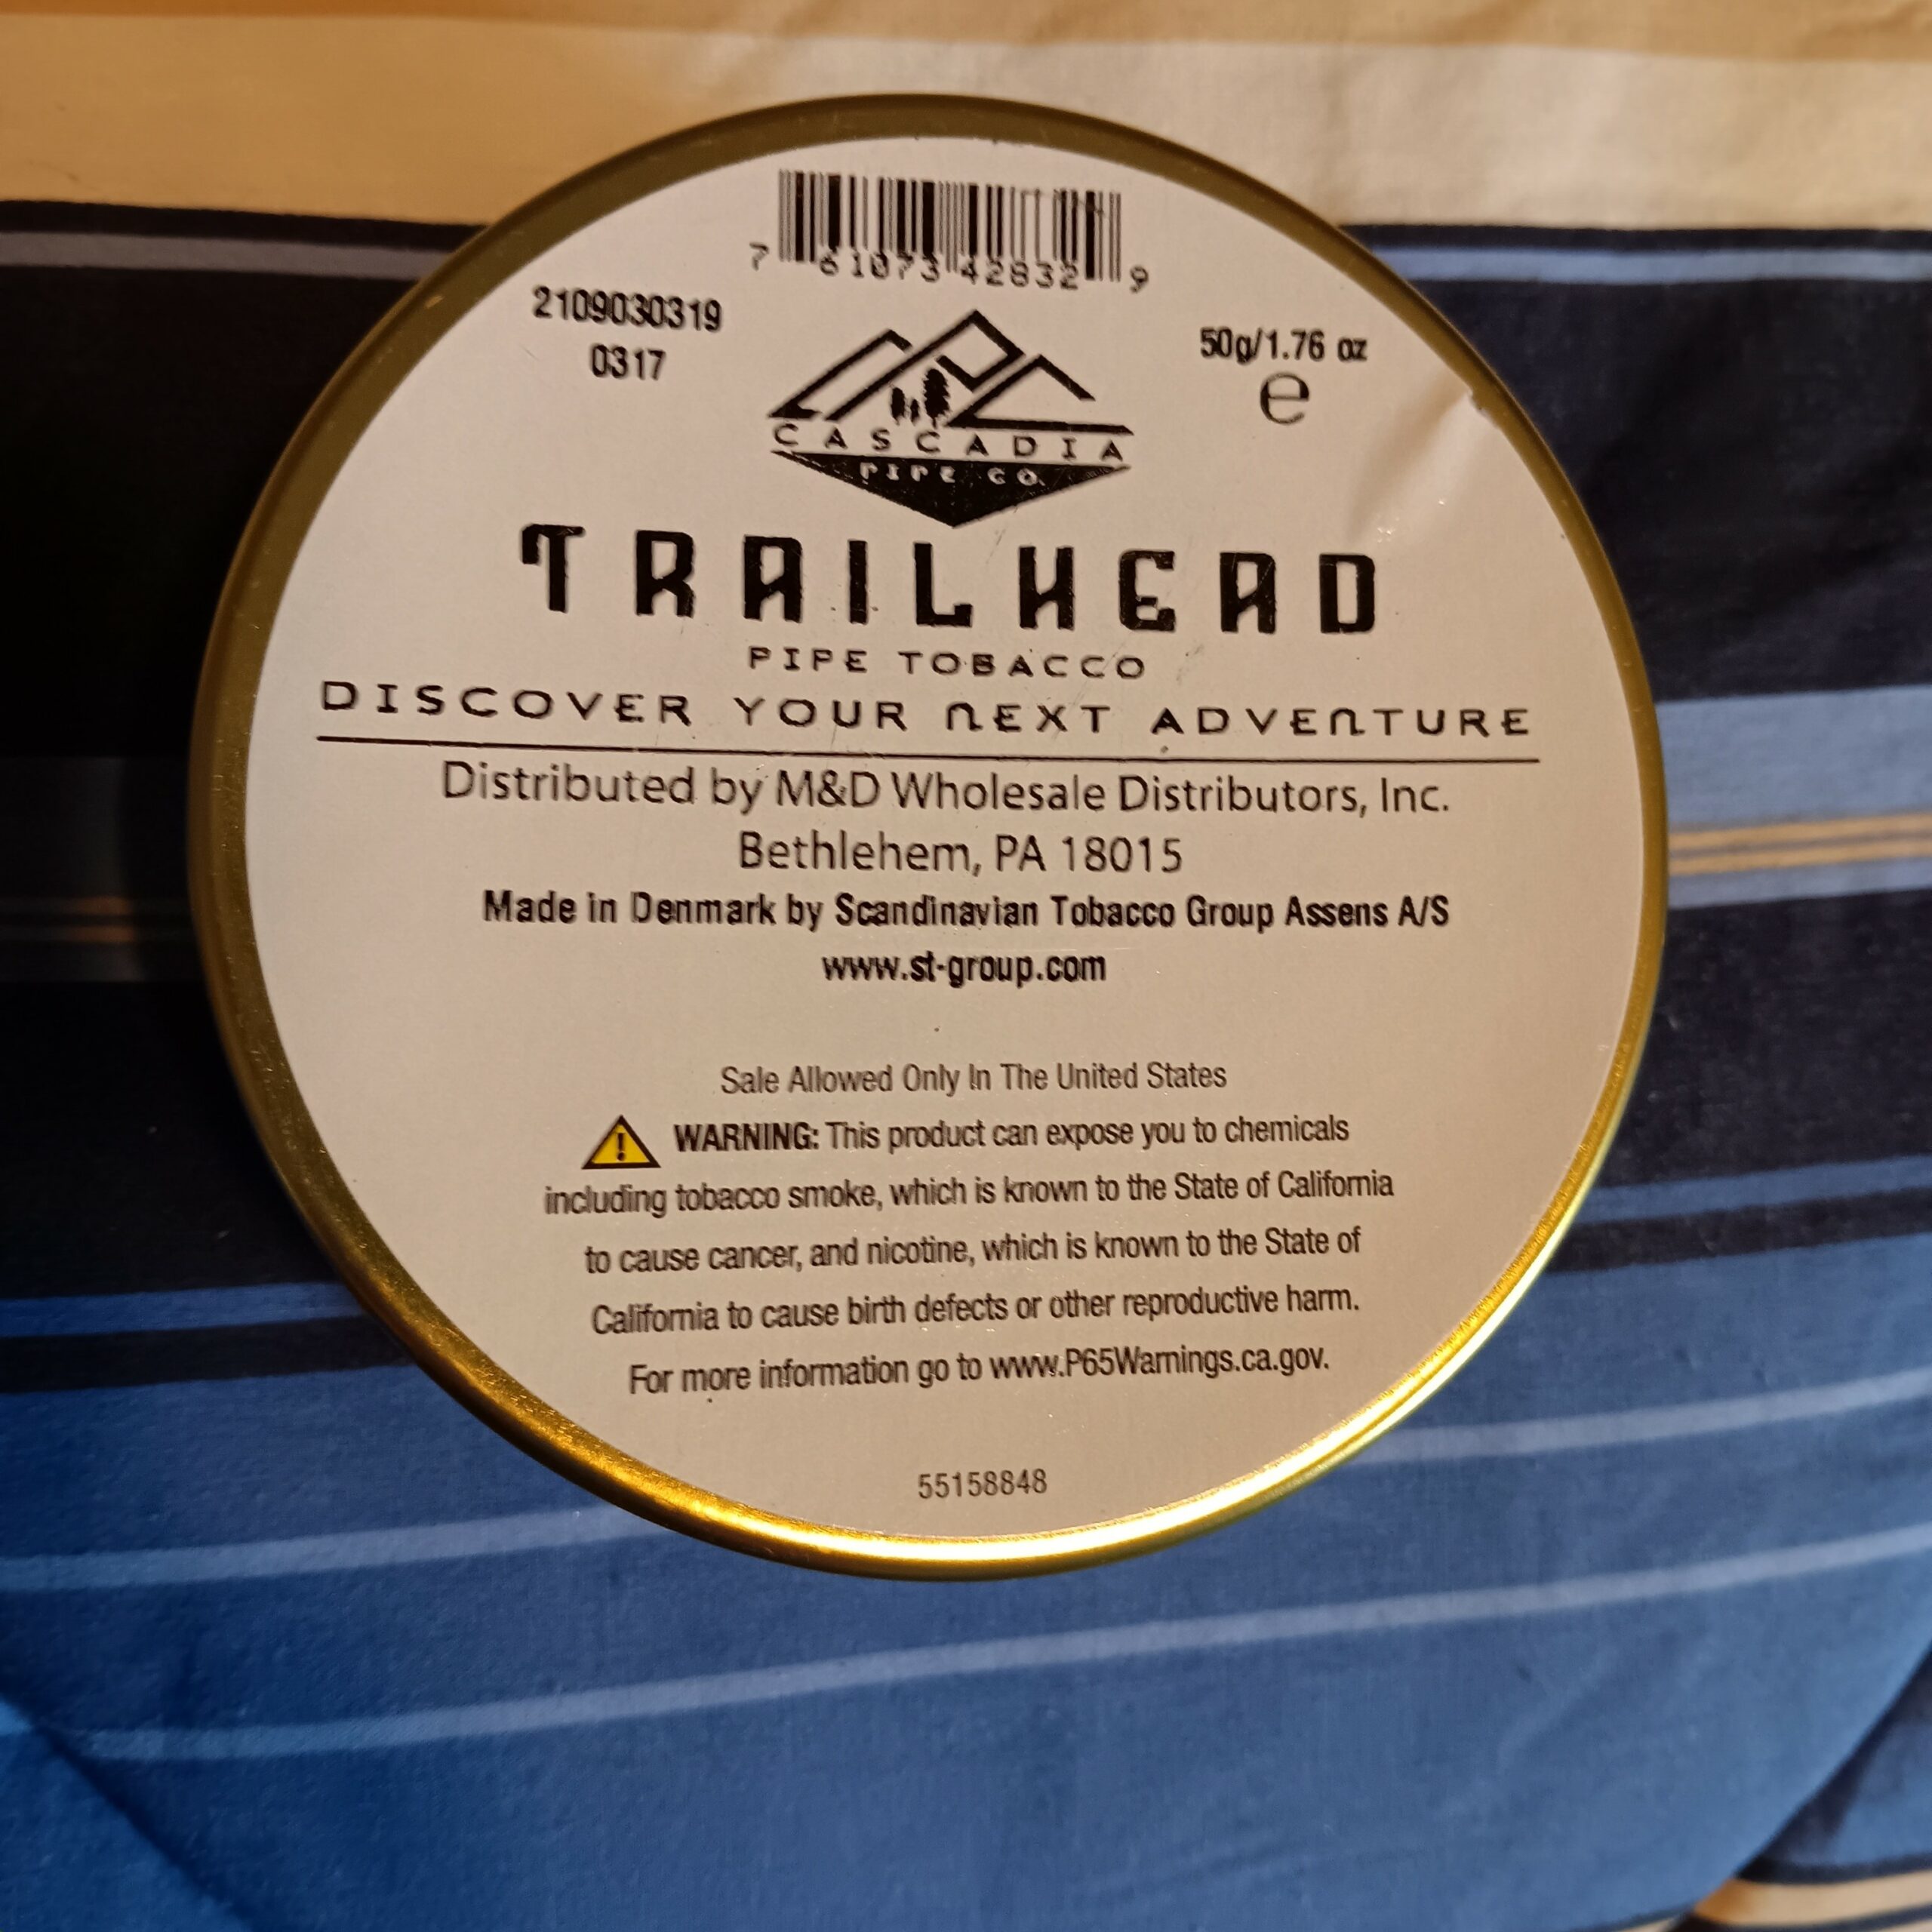 7 61073 42832 9
2109030319
0317
50g/1.76 oz
e
CASCADIA
PIPE CO.
TRAILHEAD
PIPE TOBACCO
DISCOVER YOUR NEXT ADVENTURE
Distributed by M&D Wholesale Distributors, Inc.
Bethlehem, PA 18015
Made in Denmark by Scandinavian Tobacco Group Assens A/S
www.st-group.com
Sale Allowed Only In The United States
WARNING: This product can expose you to chemicals
including tobacco smoke, which is known to the State of California
to cause cancer, and nicotine, which is known to the State of
California to cause birth defects or other reproductive harm.
For more information go to www.P65Warnings.ca.gov.
55158848